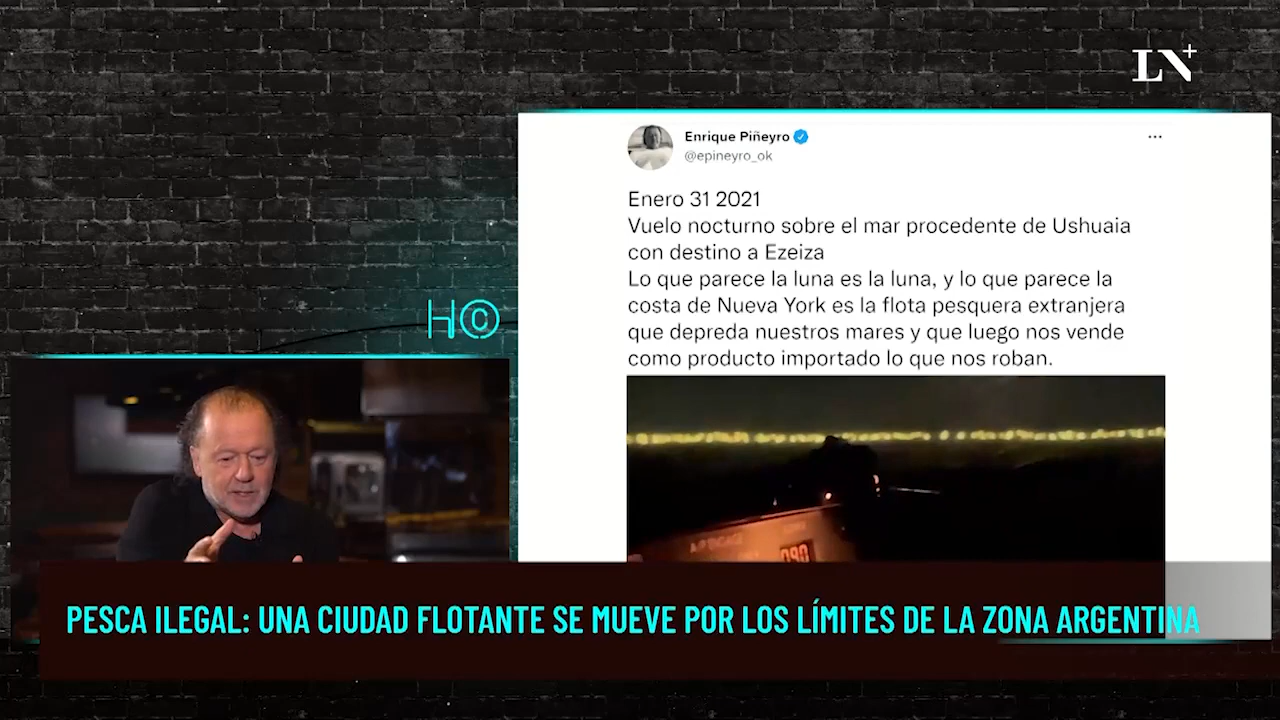 LN+
Enrique Piñeyro
@epineyro_ok
Enero 31 2021
Vuelo nocturno sobre el mar procedente de Ushuaia
con destino a Ezeiza
Lo que parece la luna es la luna, y lo que parece la
costa de Nueva York es la flota pesquera extranjera
que depreda nuestros mares y que luego nos vende
como producto importado lo que nos roban.
HO
090
PESCA ILEGAL: UNA CIUDAD FLOTANTE SE MUEVE POR LOS LÍMITES DE LA ZONA ARGENTINA